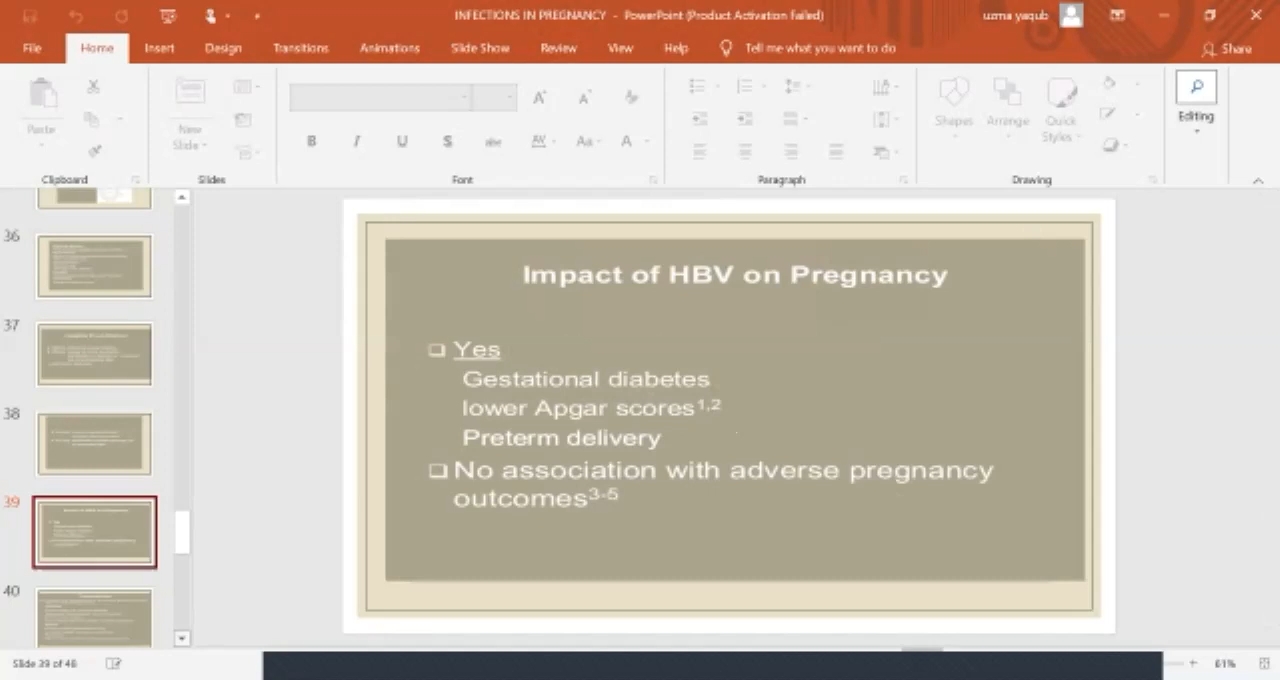 INFECTIONS IN PREGNANCY - PowerPoint (Product Activation Failed)
uzma yaqub
File
Home
Insert
Design
Transitions
Animations
Slide Show
Review
View
Help
Tell me what you want to do
Share
Paste
New
Slide
Shapes
Arrange
Quick
Styles
Editing
Clipboard
Slides
Font
Paragraph
Drawing
36
37
38
39
40
Impact of HBV on Pregnancy
Yes
Gestational diabetes
lower Apgar scores1,2
Preterm delivery
No association with adverse pregnancy
outcomes3-5
Slide 39 of 48
61%